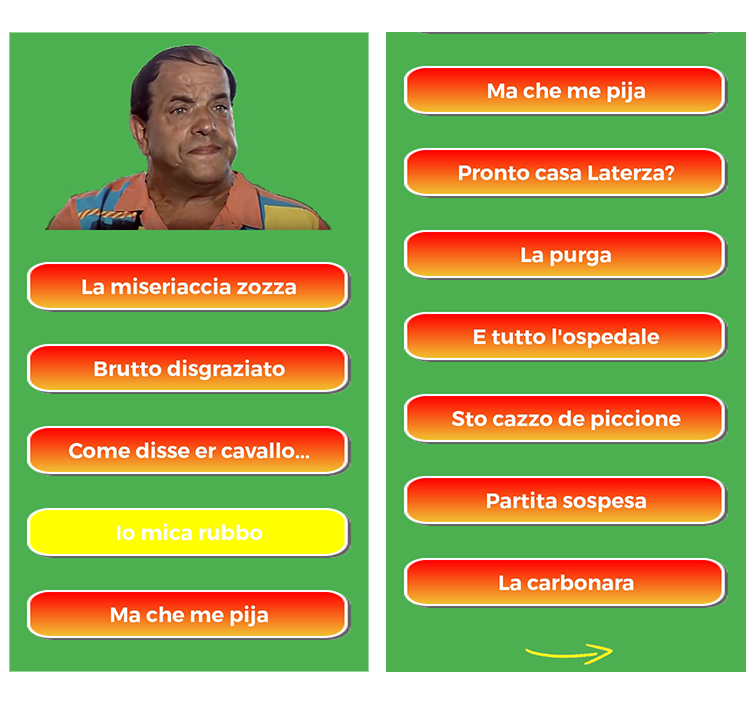 La miseriaccia zozza
Brutto disgraziato
Come disse er cavallo...
Io mica rubbo
Ma che me pija
Ma che me pija
Pronto casa Laterza?
La purga
E tutto l'ospedale
Sto cazzo de piccione
Partita sospesa
La carbonara